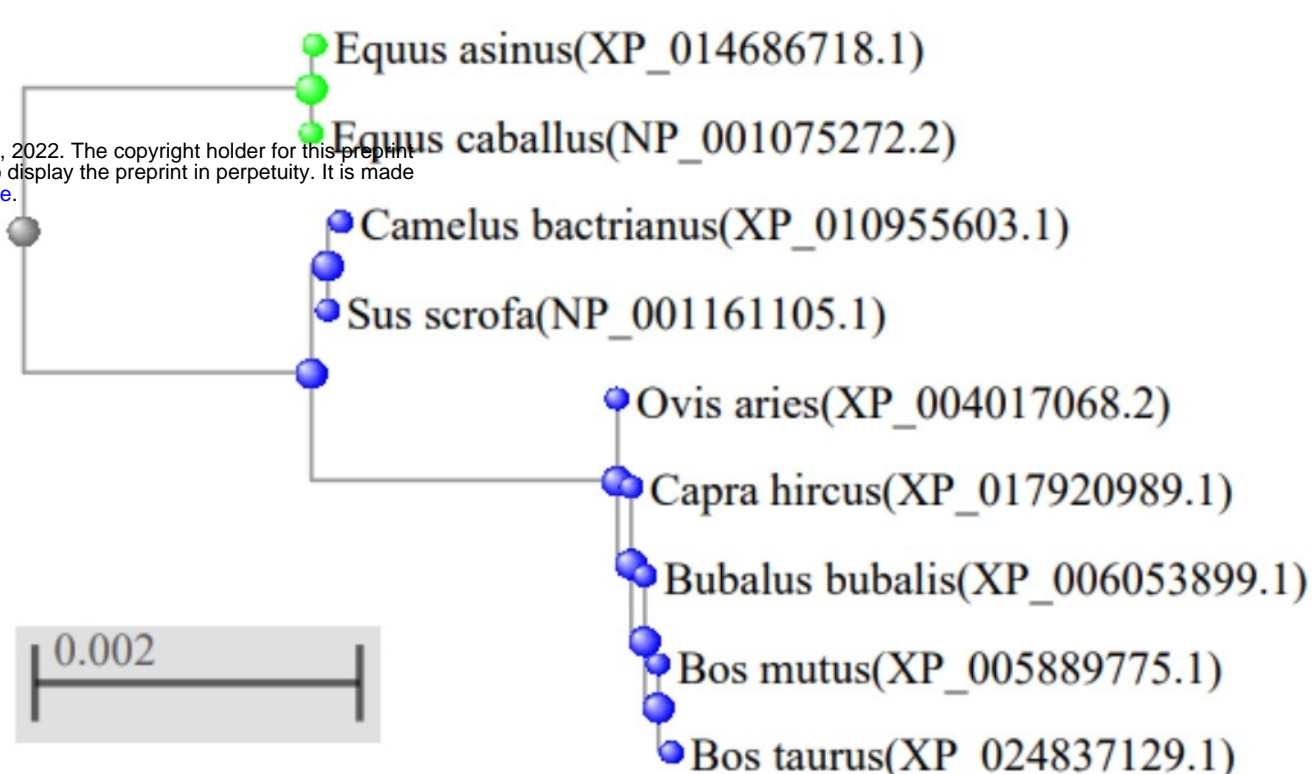 Equus asinus(XP_014686718.1)
Equus caballus(NP_001075272.2)
, 2022. The copyright holder for this preprint
display the preprint in perpetuity. It is made
e.
Camelus bactrianus(XP_010955603.1)
Sus scrofa(NP_001161105.1)
Ovis aries(XP_004017068.2)
Capra hircus(XP_017920989.1)
Bubalus bubalis(XP_006053899.1)
0.002
Bos mutus(XP_005889775.1)
Bos taurus(XP_024837129.1)